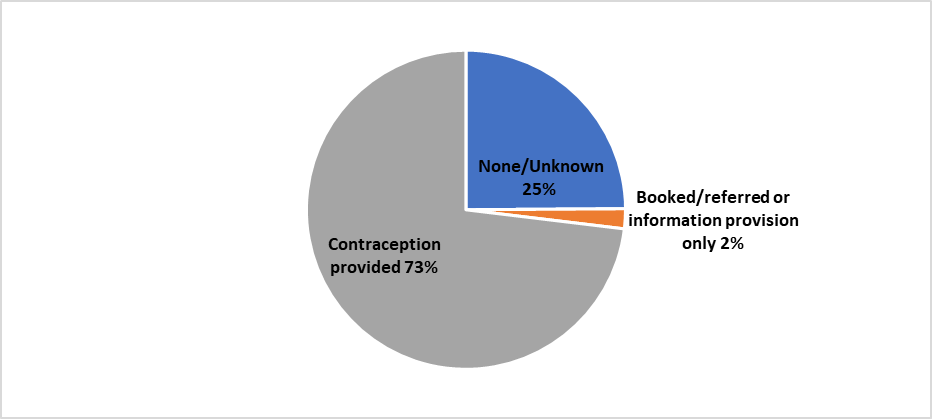 None/Unknown
25%
Booked/referred or
information provision
only 2%
Contraception
provided 73%